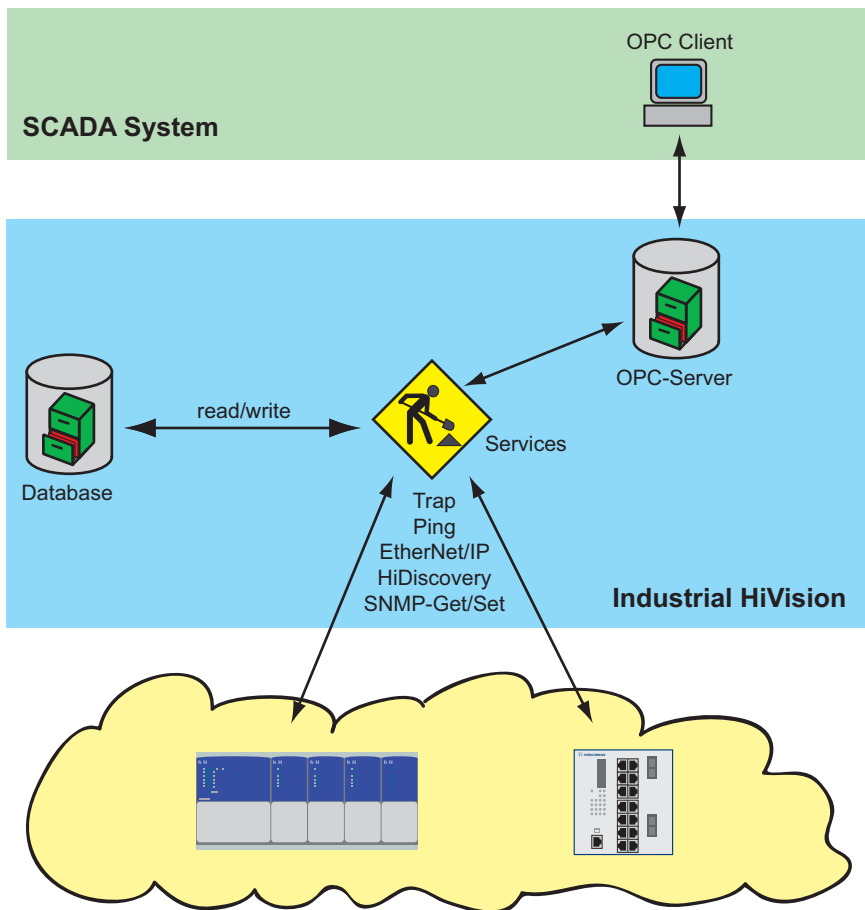 OPC Client
SCADA System
OPC-Server
read/write
Services
Database
Trap
Ping
EtherNet/IP
HiDiscovery
SNMP-Get/Set
Industrial HiVision
h H
h H
h H
h H
h H
HIRSCHMANN